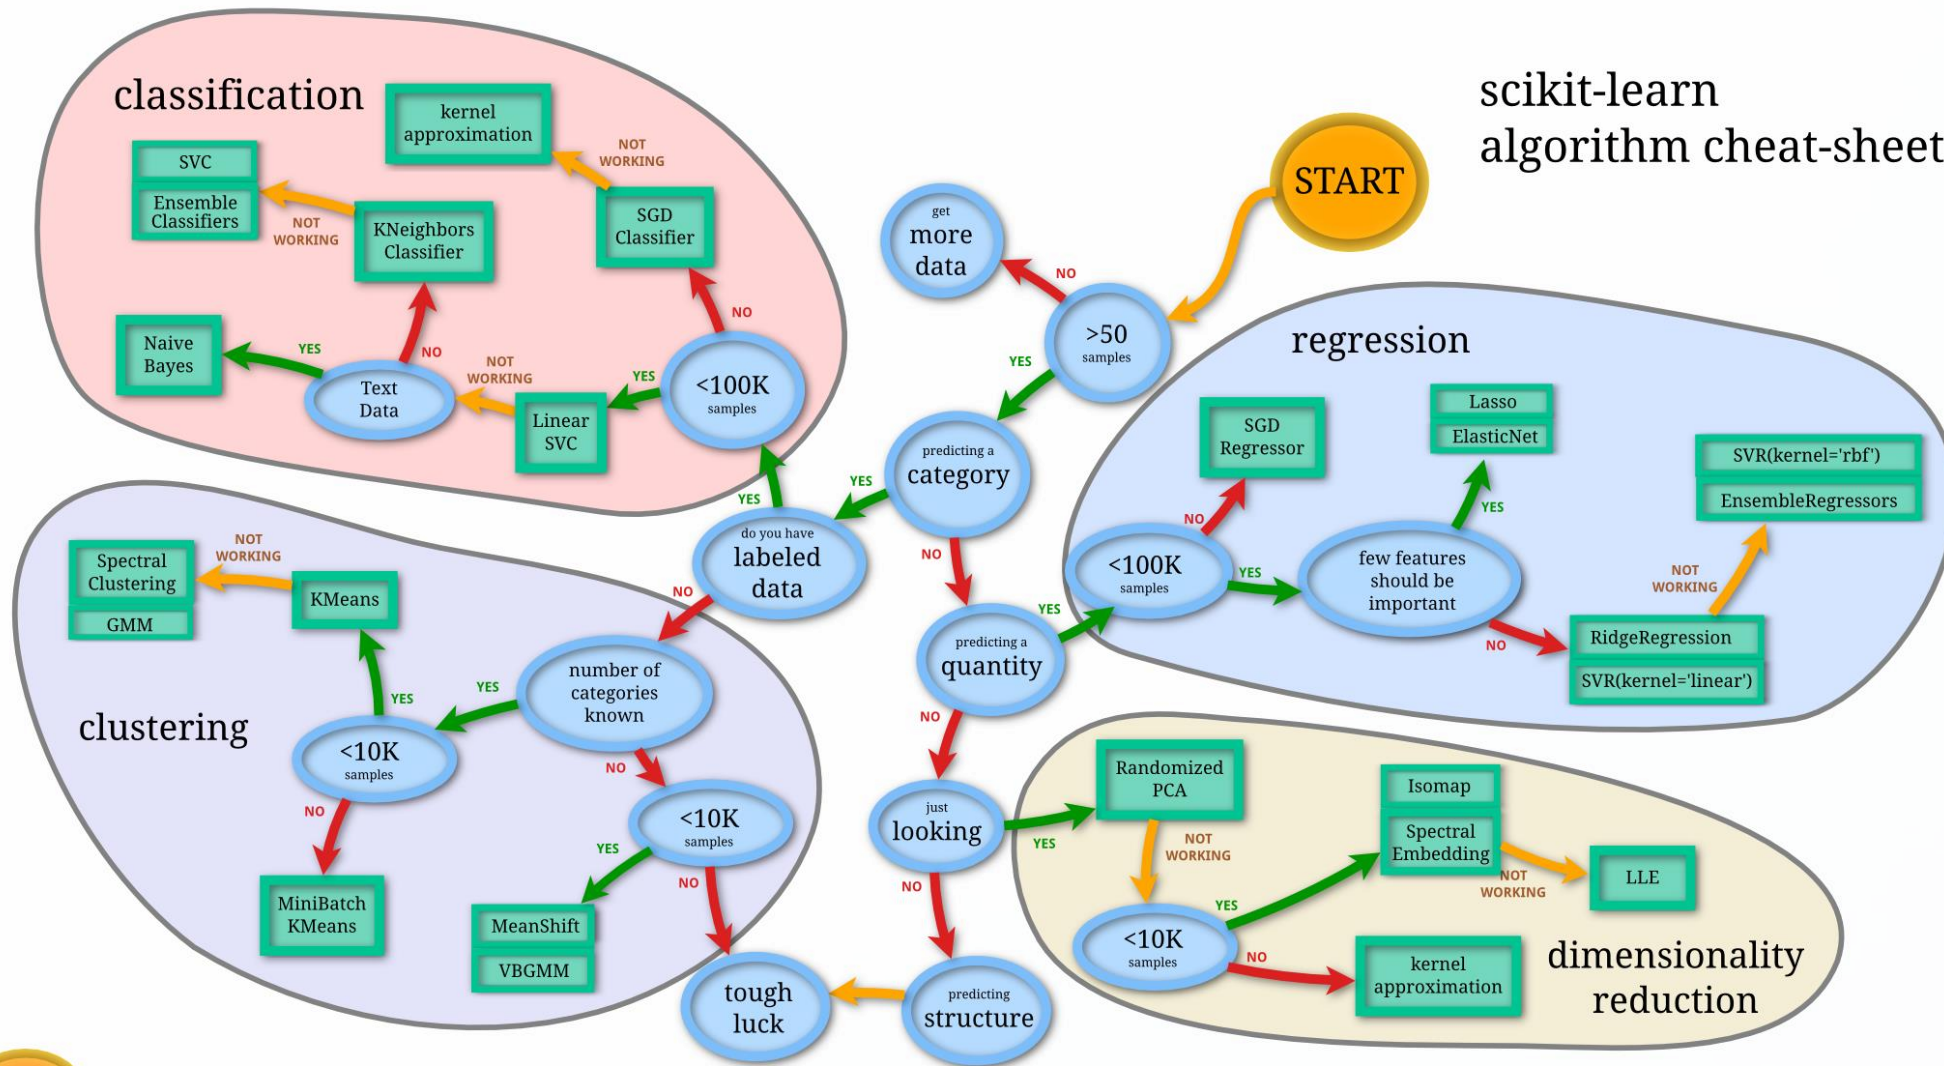 scikit-learn
algorithm cheat-sheet
START
classification
kernel
approximation
NOT
WORKING
SVC
Ensemble
Classifiers
NOT
WORKING
KNeighbors
Classifier
SGD
Classifier
NO
Naive
Bayes
YES
Text
Data
NO
NOT
WORKING
Linear
SVC
YES
<100K
samples
get
more
data
NO
>50
samples
YES
predicting a
category
YES
YES
do you have
labeled
data
NO
NO
predicting a
quantity
YES
NO
regression
SGD
Regressor
NO
<100K
samples
YES
Lasso
ElasticNet
YES
few features
should be
important
NO
SVR(kernel='rbf')
EnsembleRegressors
NOT
WORKING
RidgeRegression
SVR(kernel='linear')
clustering
Spectral
Clustering
GMM
NOT
WORKING
KMeans
YES
number of
categories
known
YES
<10K
samples
NO
MiniBatch
KMeans
NO
<10K
samples
YES
MeanShift
VBGMM
NO
tough
luck
just
looking
YES
NO
predicting
structure
Randomized
PCA
NOT
WORKING
<10K
samples
YES
NO
Isomap
Spectral
Embedding
NOT
WORKING
LLE
kernel
approximation
dimensionality
reduction